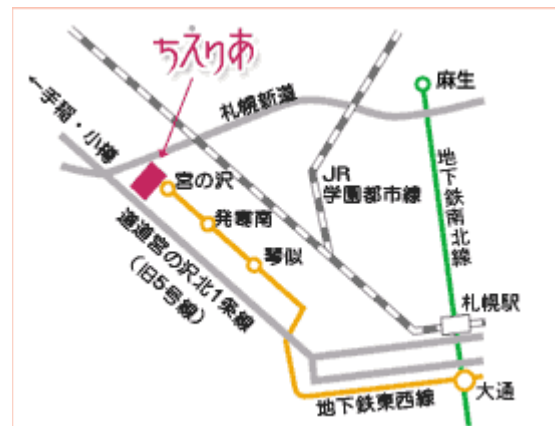 ちえりあ
麻生
札幌新道
←手稲・小樽
宮の沢
JR
学園都市線
地下鉄南北線
発寒南
琴似
道道宮の沢北1条線
(旧5号線)
札幌駅
大通
地下鉄東西線